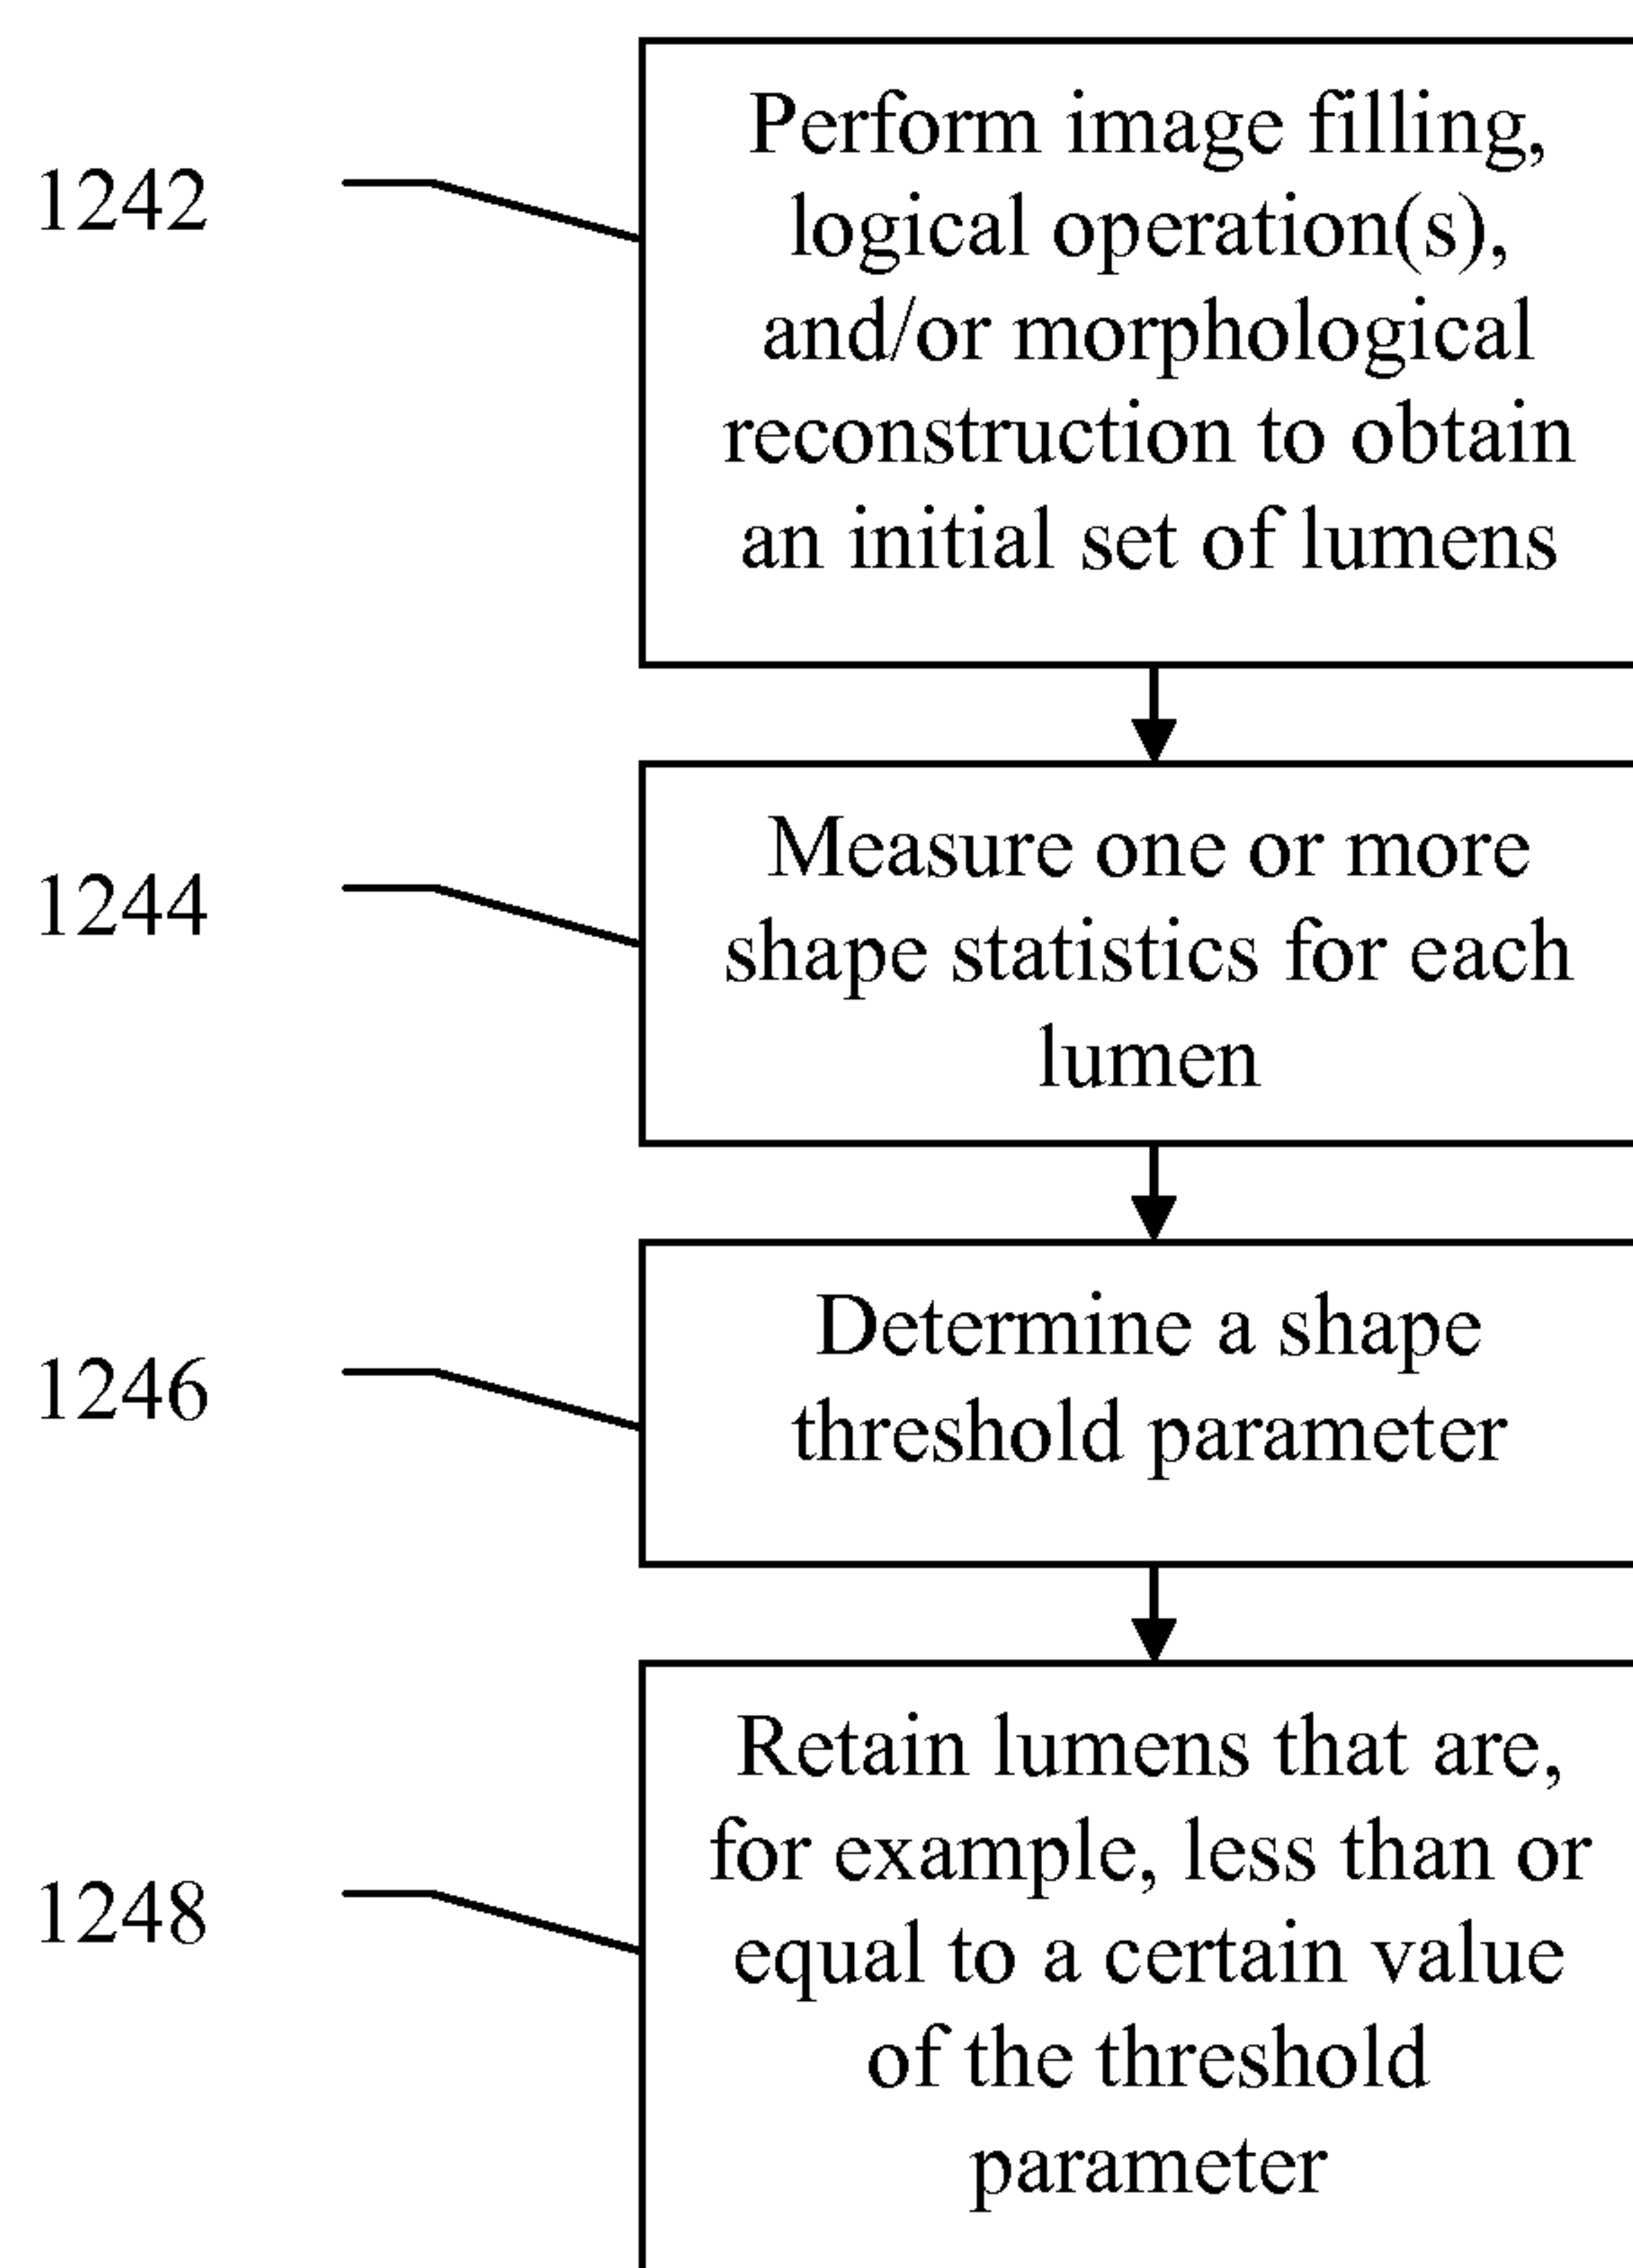 1242
Perform image filling,
logical operation(s),
and/or morphological
reconstruction to obtain
an initial set of lumens
1244
Measure one or more
shape statistics for each
lumen
1246
Determine a shape
threshold parameter
1248
Retain lumens that are,
for example, less than or
equal to a certain value
of the threshold
parameter